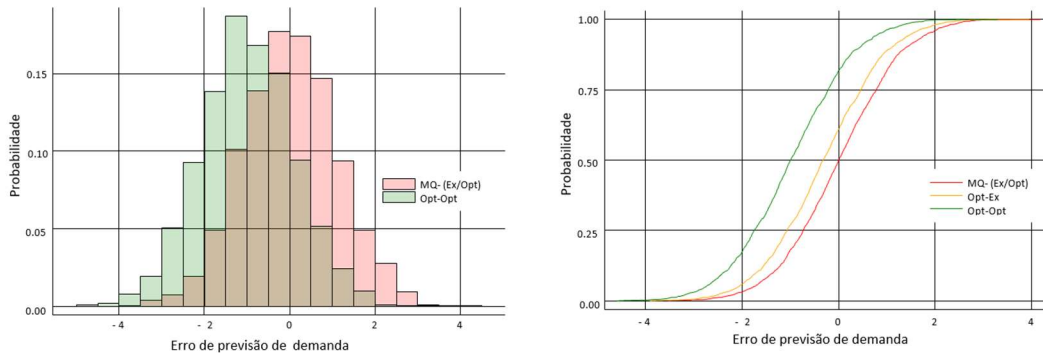 Probabilidade
0.15
0.10
0.05
0.00
MQ- (Ex/Opt)
Opt-Opt
- 4
- 2
0
2
4
Erro de previsão de demanda
Probabilidade
1.00
0.75
0.50
0.25
0.00
MQ- (Ex/Opt)
Opt-Ex
Opt-Opt
- 4
- 2
0
2
4
Erro de previsão de demanda